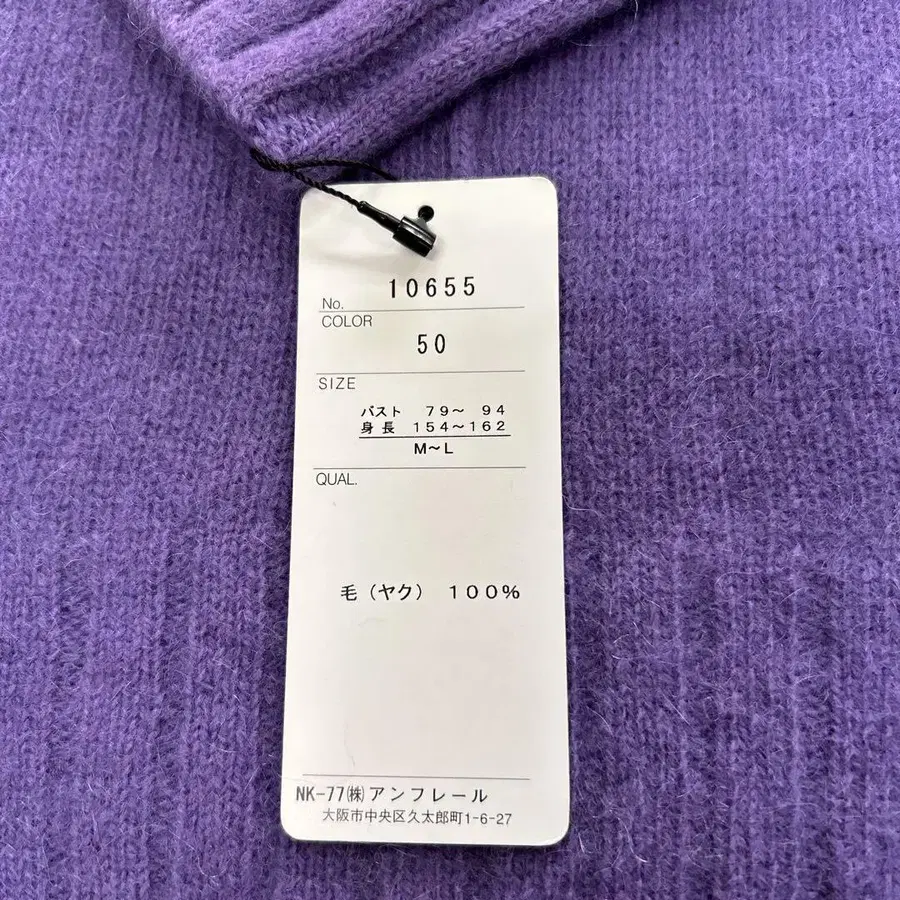 10655
No.
COLOR
50
SIZE
バスト 79～ 94
身長 154～162
M～L
QUAL.
毛（ヤク） 100%
NK-77㈱アンフレール
大阪市中央区久太郎町1-6-27